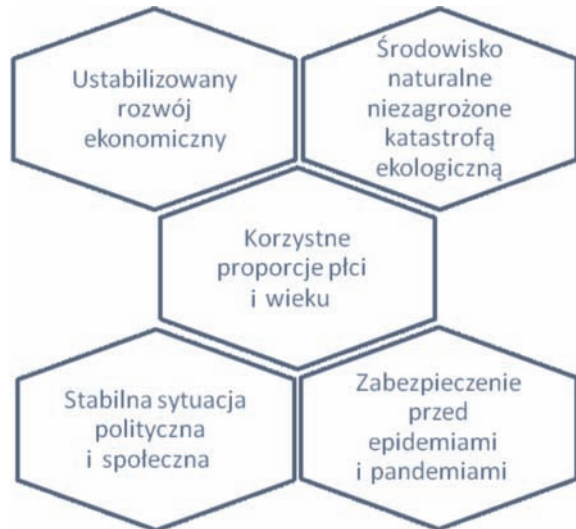 Ustabilizowany
rozwój
ekonomiczny
Środowisko
naturalne
niezagrożone
katastrofą
ekologiczną
Korzystne
proporcje płci
i wieku
Stabilna sytuacja
polityczna
i społeczna
Zabezpieczenie
przed
epidemiami
i pandemiami